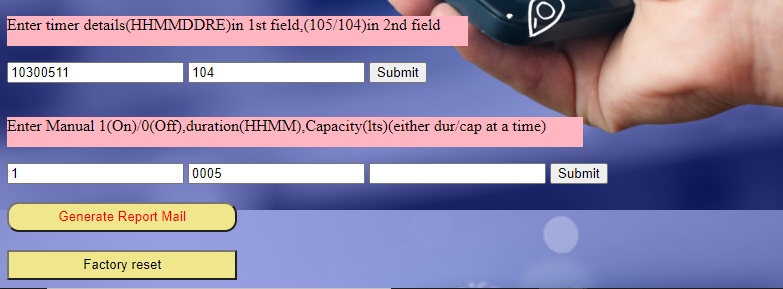 Enter timer details(HHMMDDRE)in 1st field,(105/104)in 2nd field
10300511 104 Submit
Enter Manual 1(On)/0(Off),duration(HHMM),Capacity(lts)(either dur/cap at a time)
1 0005 Submit
Generate Report Mail
Factory reset